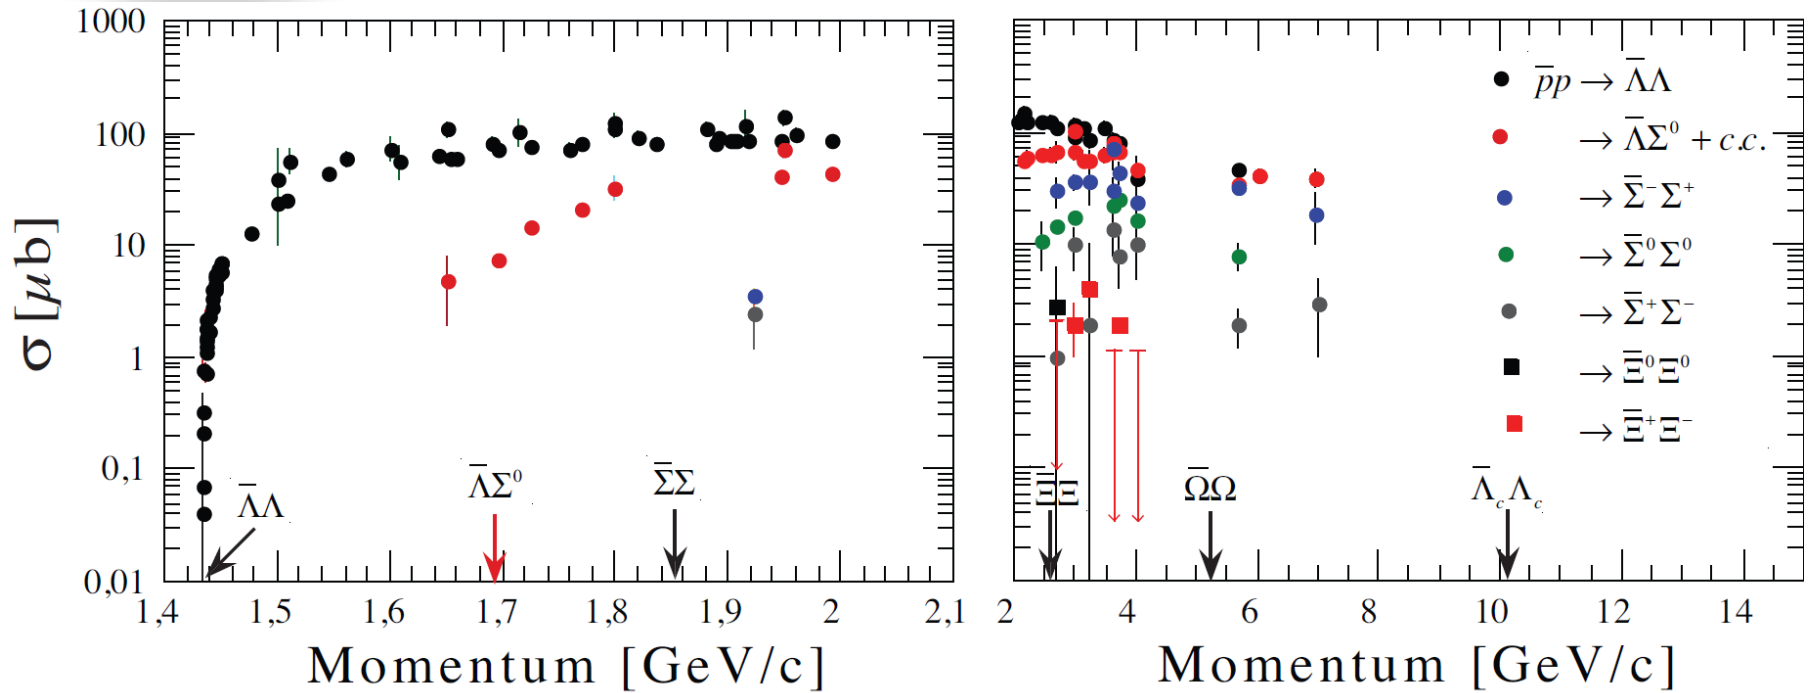 1000
100
10
1
0,1
0,01
σ [μb]
Λ̅Λ
Λ̅Σ⁰
Σ̅Σ
1,4 1,5 1,6 1,7 1,8 1,9 2 2,1
Momentum [GeV/c]
p̅p → Λ̅Λ
→ Λ̅Σ⁰ + c.c.
→ Σ̅⁻Σ⁺
→ Σ̅⁰Σ⁰
→ Σ̅⁺Σ⁻
→ Ξ̅⁰Ξ⁰
→ Ξ̅⁺Ξ⁻
Ξ̅Ξ
Ω̅Ω
Λ̅_cΛ_c
2 4 6 8 10 12 14
Momentum [GeV/c]